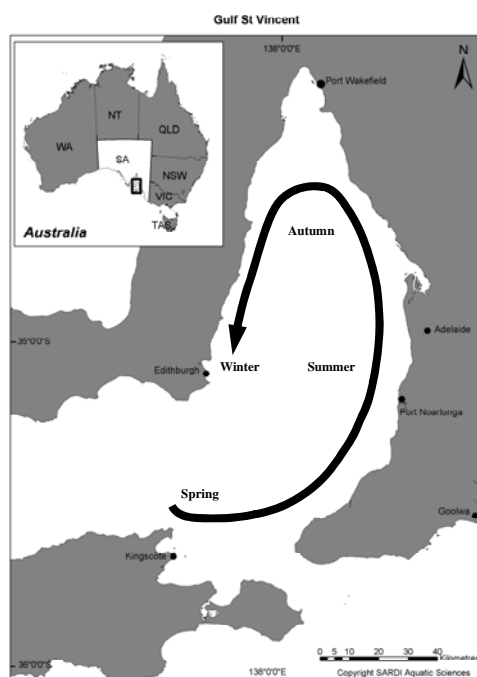 Gulf St Vincent
138°0'0"E
Port Wakefield
N
NT
QLD
WA
SA
NSW
VIC
TAS
Australia
Autumn
35°0'0"S
Adelaide
Edithburgh
Winter
Summer
Port Noarlunga
Spring
Goolwa
Kingscote
0 5 10 20 30 40
Kilometres
36°0'0"S
138°0'0"E
Copyright SARDI Aquatic Sciences